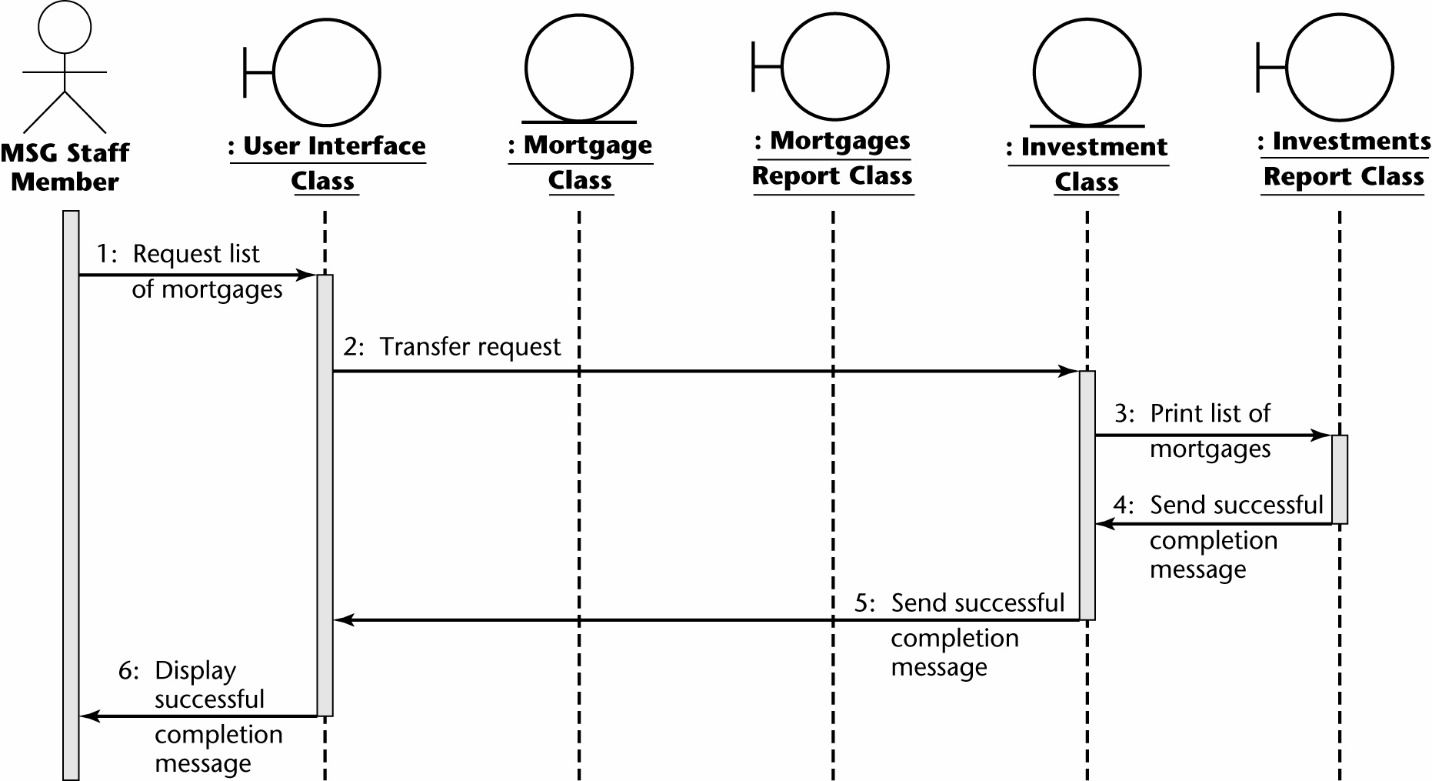 MSG Staff
Member
: User Interface
Class
: Mortgage
Class
: Mortgages
Report Class
: Investment
Class
: Investments
Report Class
1: Request list
of mortgages
2: Transfer request
3: Print list of
mortgages
4: Send successful
completion
message
5: Send successful
completion
message
6: Display
successful
completion
message